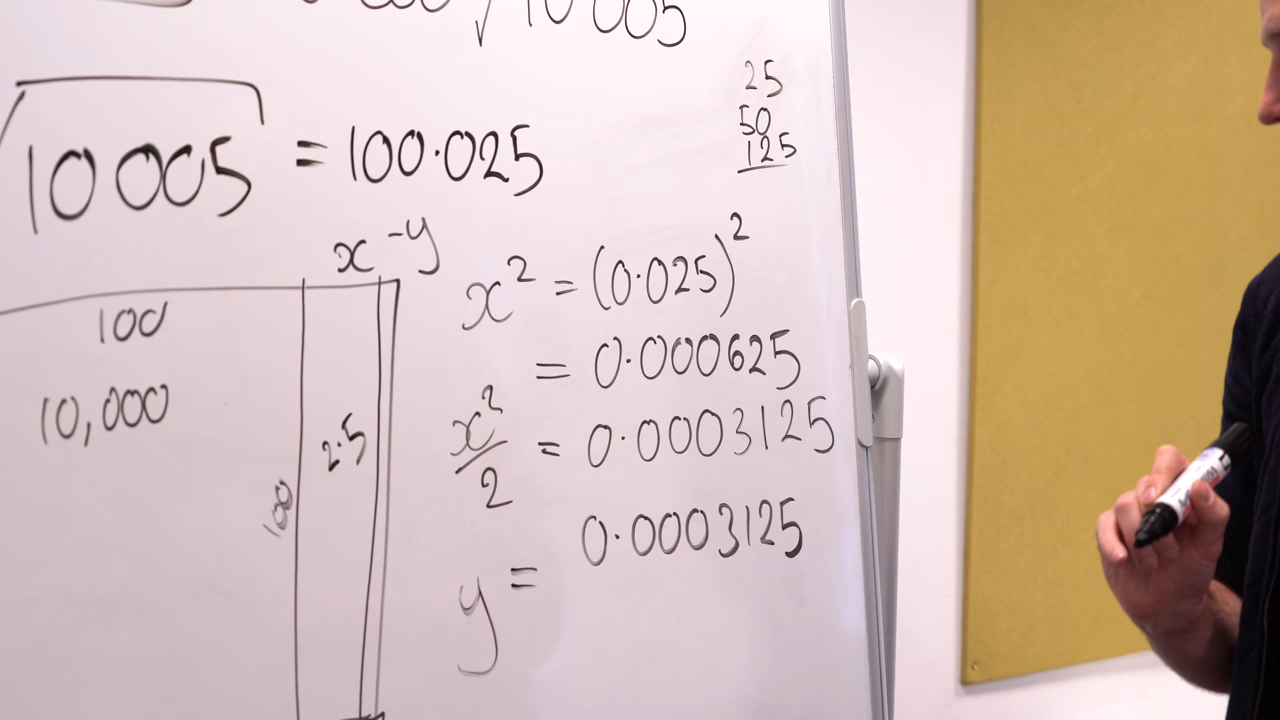 √10 005
25
50
125
√10 005 = 100.025
x -y
x² = (0.025)²
100
= 0.000625
10,000
2.5
x²/2 = 0.0003125
100
0.0003125
y =